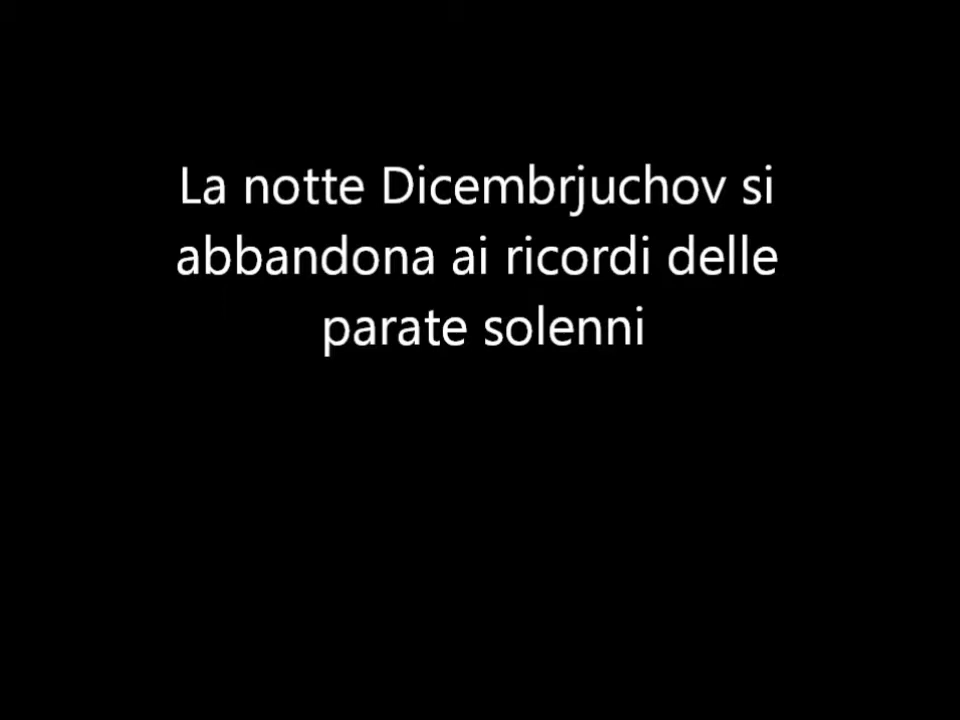 La notte Dicembrjuchov si
abbandona ai ricordi delle
parate solenni